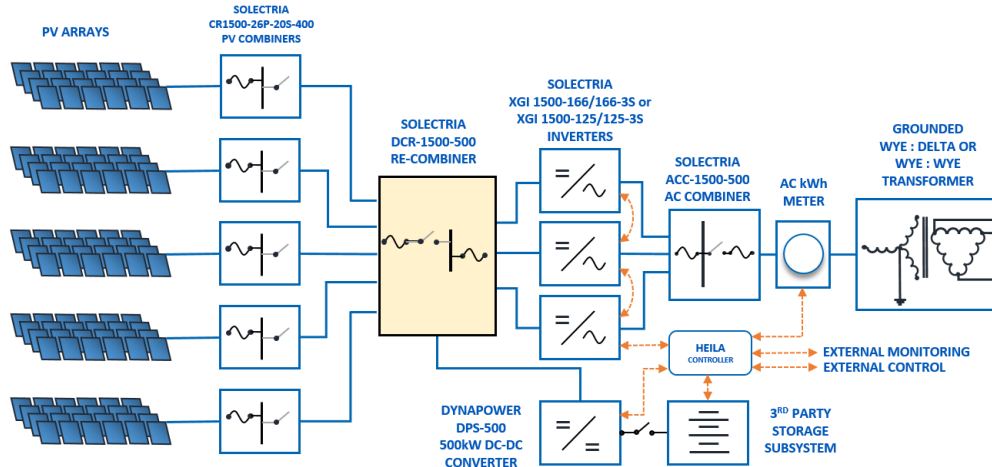 PV ARRAYS
SOLECTRIA
CR1500-26P-20S-400
PV COMBINERS
SOLECTRIA
DCR-1500-500
RE-COMBINER
SOLECTRIA
XGI 1500-166/166-3S or
XGI 1500-125/125-3S
INVERTERS
SOLECTRIA
ACC-1500-500
AC COMBINER
AC kWh
METER
GROUNDED
WYE : DELTA OR
WYE : WYE
TRANSFORMER
HEILA
CONTROLLER
EXTERNAL MONITORING
EXTERNAL CONTROL
DYNAPOWER
DPS-500
500kW DC-DC
CONVERTER
3RD PARTY
STORAGE
SUBSYSTEM